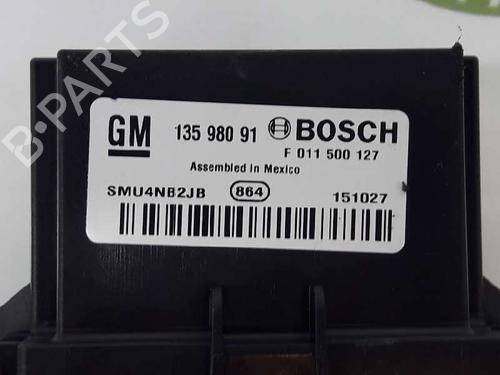 GM 135 980 91 BOSCH
F 011 500 127
Assembled in Mexico
SMU4NB2JB 864 151027
B-PARTS